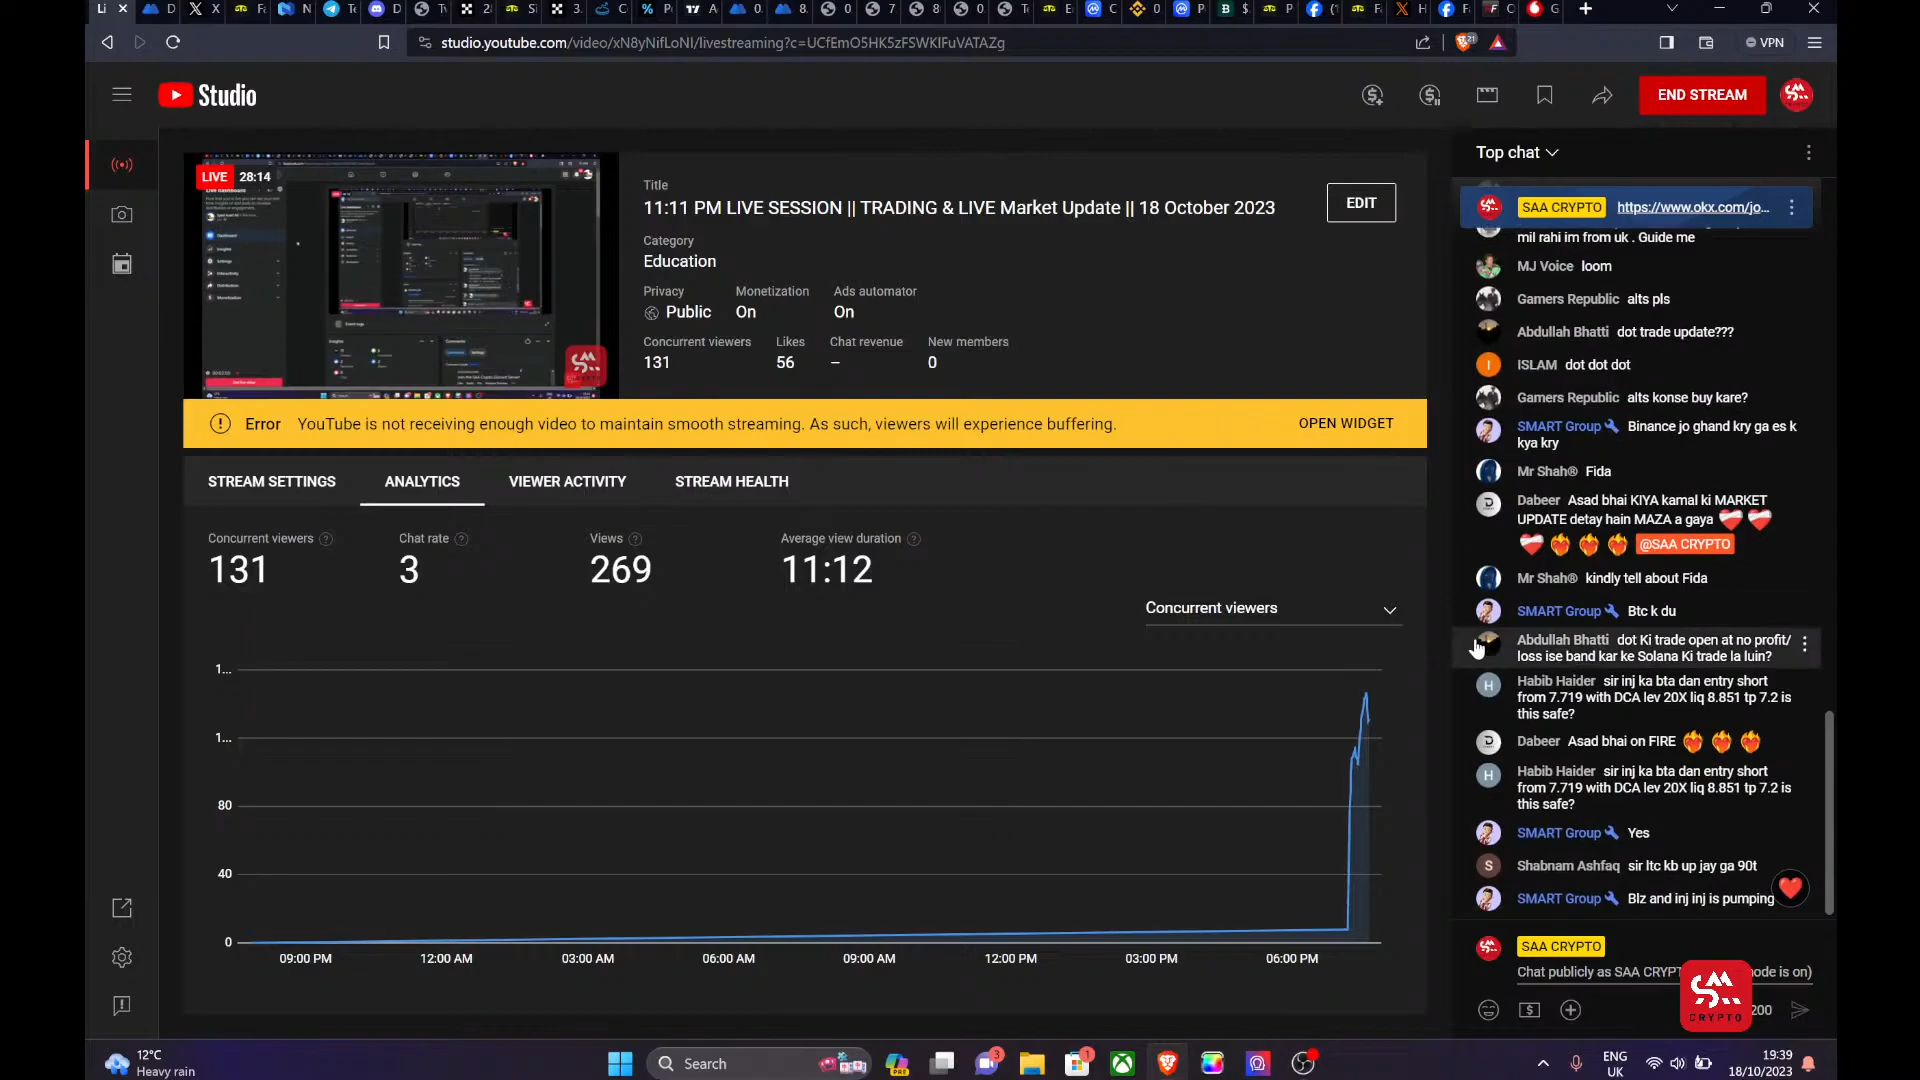 studio.youtube.com/video/xN8yNifLoNI/livestreaming?c=UCfEmO5HK5zFSWKIFuVATAZg
VPN
Studio
END STREAM
LIVE 28:14
Title
11:11 PM LIVE SESSION || TRADING & LIVE Market Update || 18 October 2023
EDIT
Category
Education
Privacy Monetization Ads automator
Public On On
Concurrent viewers Likes Chat revenue New members
131 56 – 0
Error YouTube is not receiving enough video to maintain smooth streaming. As such, viewers will experience buffering. OPEN WIDGET
STREAM SETTINGS ANALYTICS VIEWER ACTIVITY STREAM HEALTH
Concurrent viewers Chat rate Views Average view duration
131 3 269 11:12
Concurrent viewers
1...
1...
80
40
0
09:00 PM 12:00 AM 03:00 AM 06:00 AM 09:00 AM 12:00 PM 03:00 PM 06:00 PM
Top chat
SAA CRYPTO https://www.okx.com/jo...
mil rahi im from uk . Guide me
MJ Voice loom
Gamers Republic alts pls
Abdullah Bhatti dot trade update???
ISLAM dot dot dot
Gamers Republic alts konse buy kare?
SMART Group Binance jo ghand kry ga es k
kya kry
Mr Shah® Fida
Dabeer Asad bhai KIYA kamal ki MARKET
UPDATE detay hain MAZA a gaya
@SAA CRYPTO
Mr Shah® kindly tell about Fida
SMART Group Btc k du
Abdullah Bhatti dot Ki trade open at no profit/
loss ise band kar ke Solana Ki trade la luin?
Habib Haider sir inj ka bta dan entry short
from 7.719 with DCA lev 20X liq 8.851 tp 7.2 is
this safe?
Dabeer Asad bhai on FIRE
Habib Haider sir inj ka bta dan entry short
from 7.719 with DCA lev 20X liq 8.851 tp 7.2 is
this safe?
SMART Group Yes
Shabnam Ashfaq sir ltc kb up jay ga 90t
SMART Group Blz and inj inj is pumping
SAA CRYPTO
Chat publicly as SAA CRYP ode is on)
200
CRYPTO
12°C
Heavy rain
Search
ENG
UK
19:39
18/10/2023